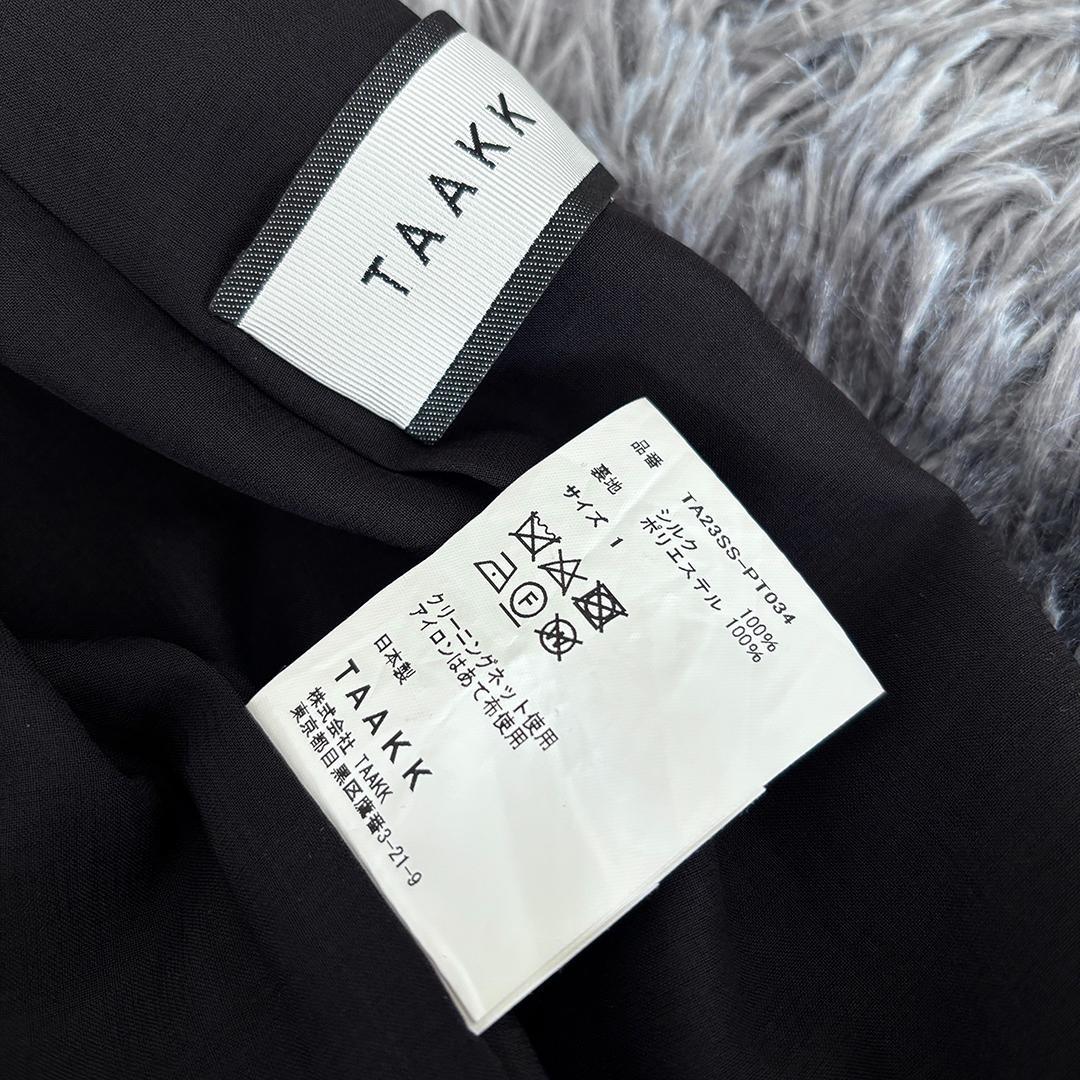 TAAKK
品番 TA23SS-PT034
シルク 100%
裏地 ポリエステル 100%
サイズ 1
F
W
クリーニングネット使用
アイロンはあて布使用
日本製
TAAKK
株式会社 TAAKK
東京都目黒区鷹番3-21-9